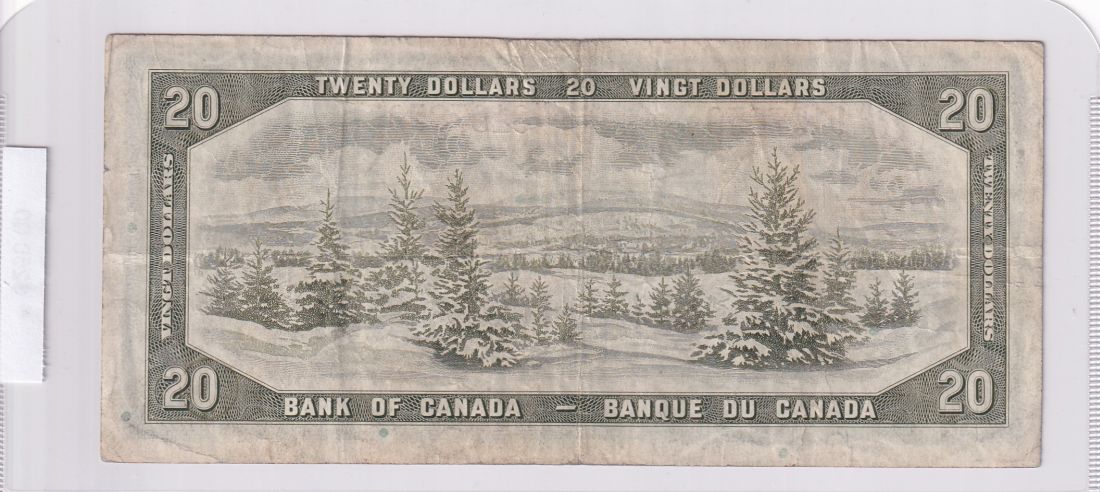 TWENTY DOLLARS 20 VINGT DOLLARS
20
20
VINGT DOLLARS
TWENTY DOLLARS
20
20
BANK OF CANADA — BANQUE DU CANADA